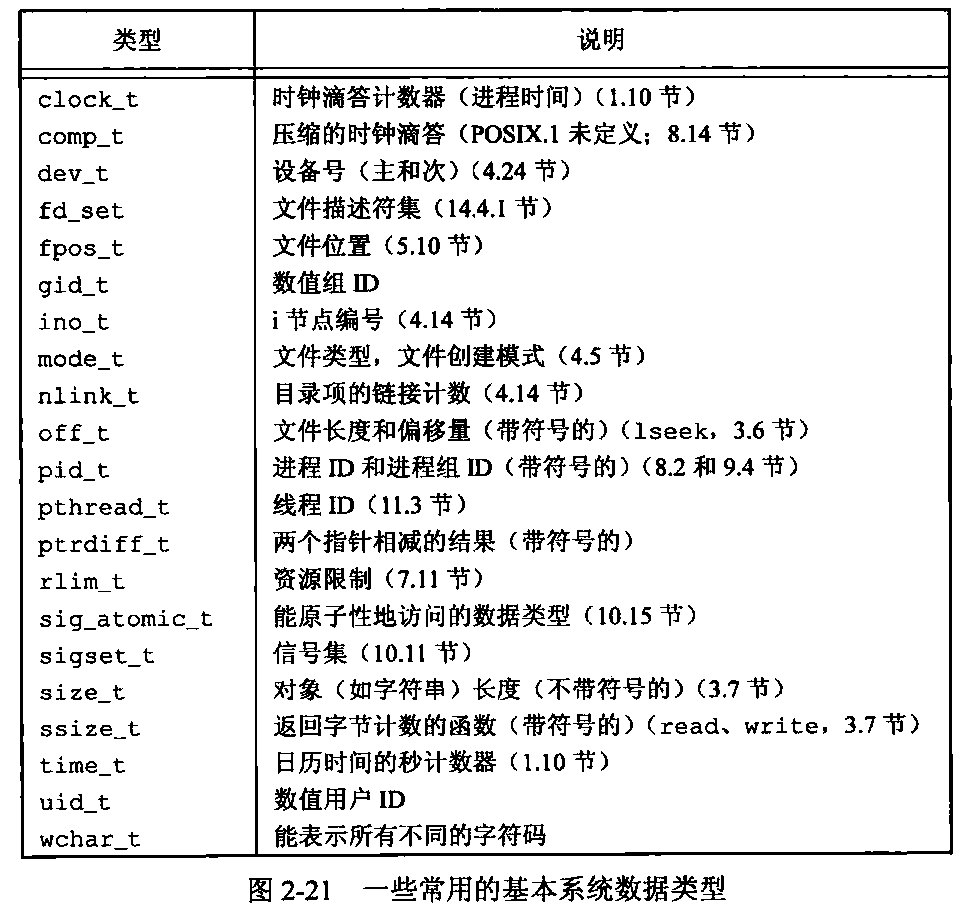 类型 说明
clock_t 时钟滴答计数器（进程时间）（1.10 节）
comp_t 压缩的时钟滴答（POSIX.1 未定义；8.14 节）
dev_t 设备号（主和次）（4.24 节）
fd_set 文件描述符集（14.4.1 节）
fpos_t 文件位置（5.10 节）
gid_t 数值组 ID
ino_t i 节点编号（4.14 节）
mode_t 文件类型，文件创建模式（4.5 节）
nlink_t 目录项的链接计数（4.14 节）
off_t 文件长度和偏移量（带符号的）（lseek，3.6 节）
pid_t 进程 ID 和进程组 ID（带符号的）（8.2 和 9.4 节）
pthread_t 线程 ID（11.3 节）
ptrdiff_t 两个指针相减的结果（带符号的）
rlim_t 资源限制（7.11 节）
sig_atomic_t 能原子性地访问的数据类型（10.15 节）
sigset_t 信号集（10.11 节）
size_t 对象（如字符串）长度（不带符号的）（3.7 节）
ssize_t 返回字节计数的函数（带符号的）（read、write，3.7 节）
time_t 日历时间的秒计数器（1.10 节）
uid_t 数值用户 ID
wchar_t 能表示所有不同的字符码
图 2-21 一些常用的基本系统数据类型